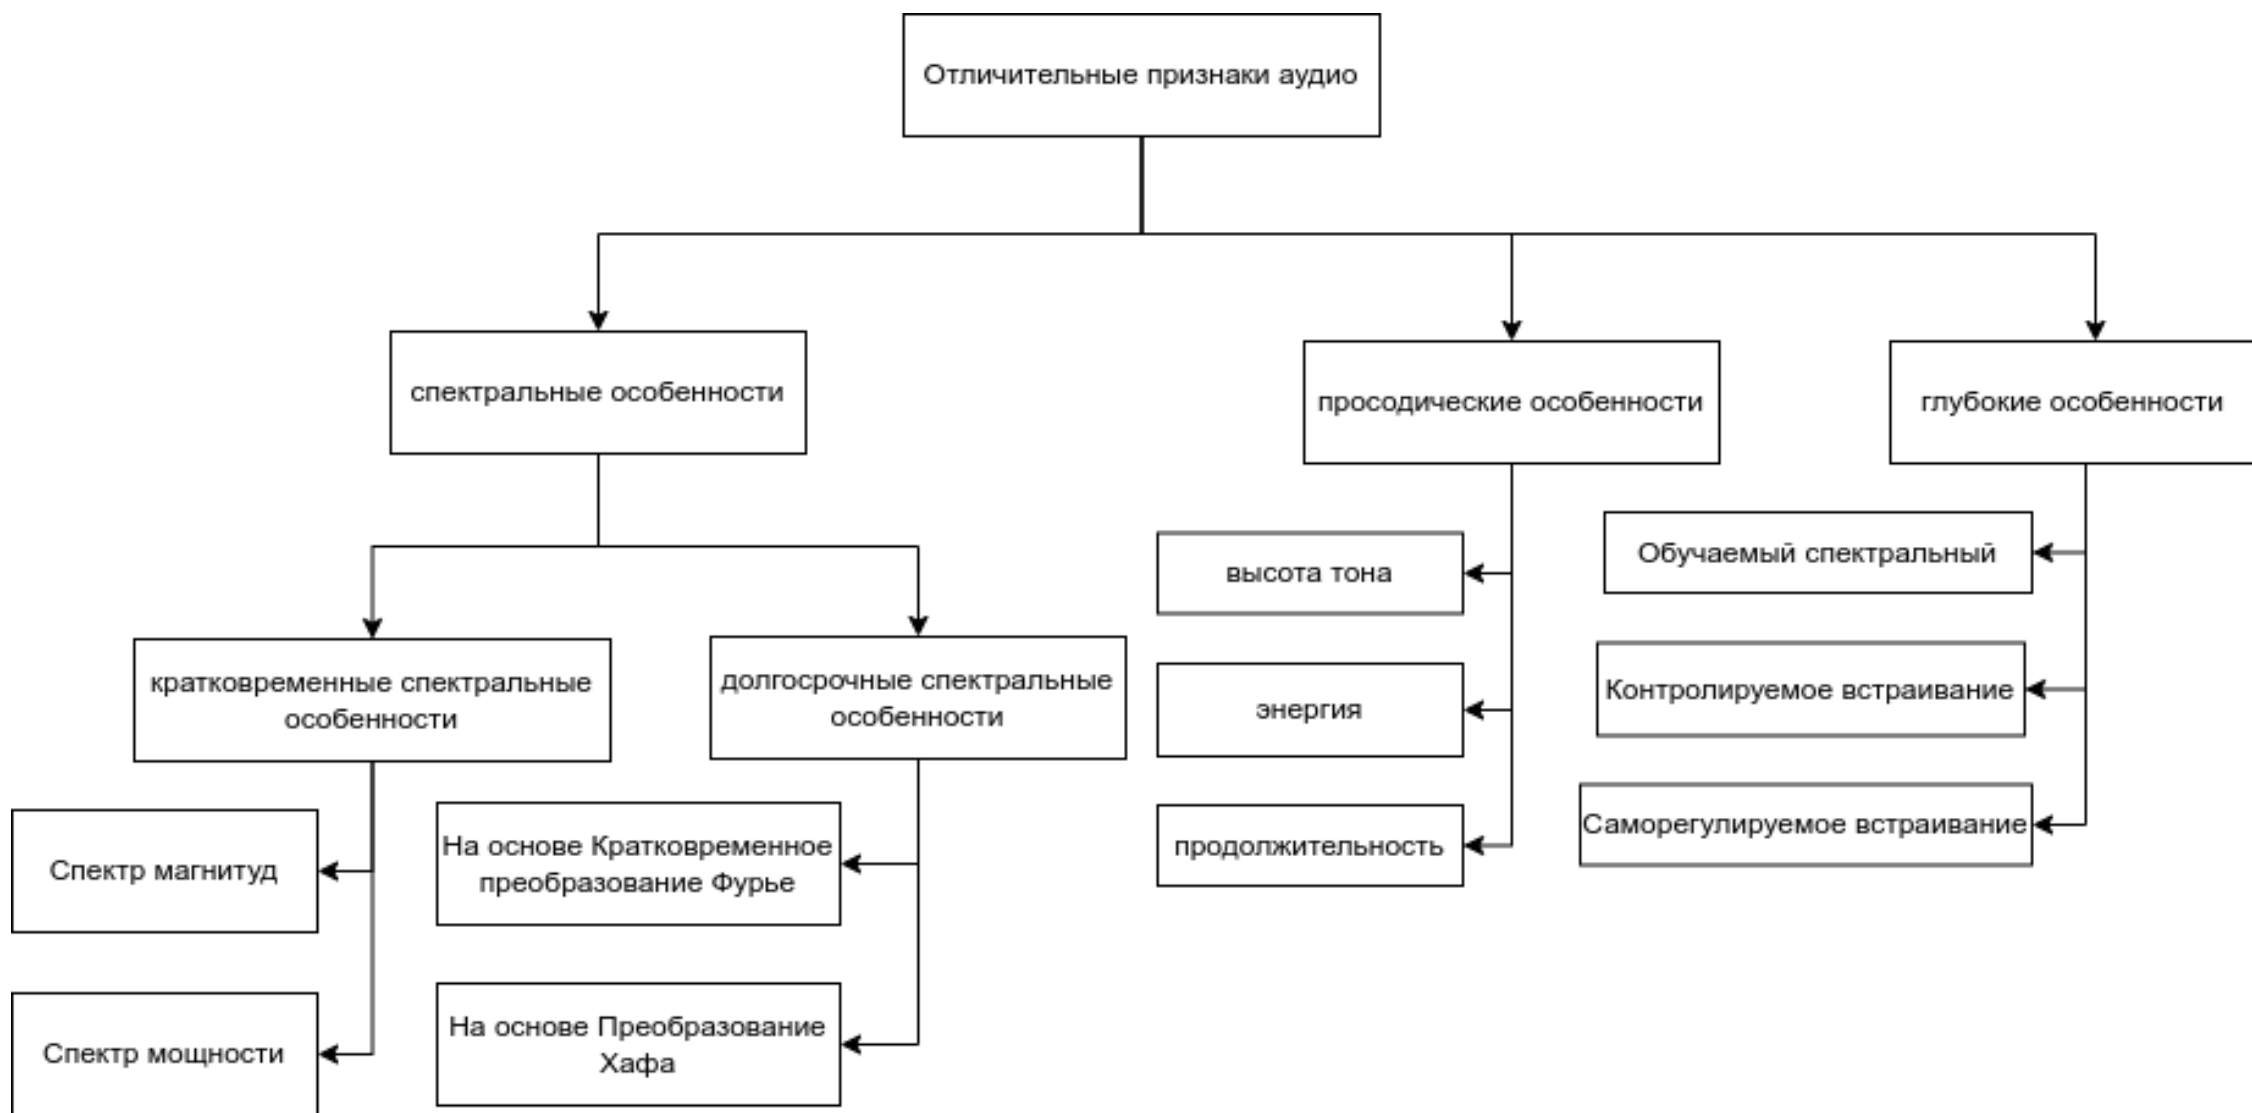 Отличительные признаки аудио
спектральные особенности
просодические особенности
глубокие особенности
кратковременные спектральные
особенности
долгосрочные спектральные
особенности
Спектр магнитуд
Спектр мощности
На основе Кратковременное
преобразование Фурье
На основе Преобразование
Хафа
высота тона
энергия
продолжительность
Обучаемый спектральный
Контролируемое встраивание
Саморегулируемое встраивание